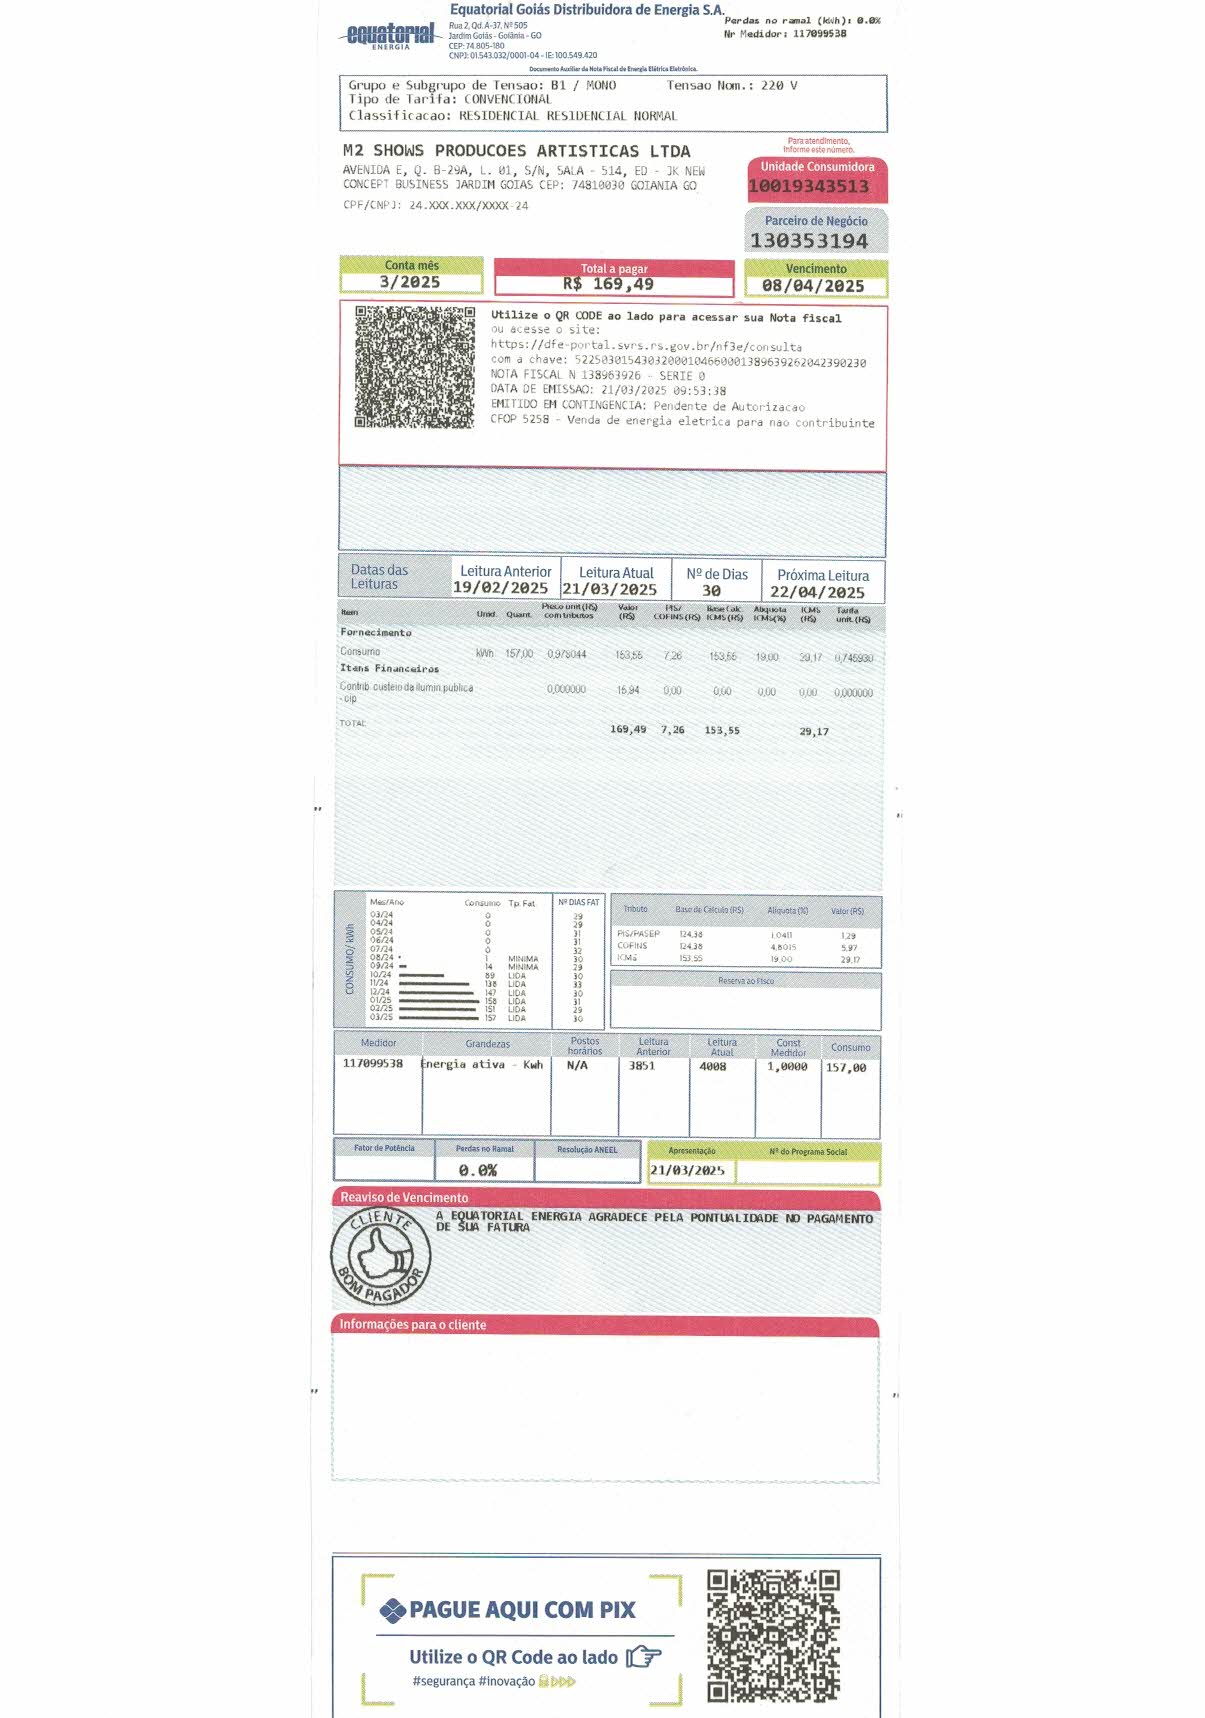 Equatorial Goiás Distribuidora de Energia S.A.
equatorial
ENERGIA
Rua 2, Qd. A-37, Nº 505
Jardim Goiás - Goiânia - GO
CEP: 74.805-180
CNPJ: 01.543.032/0001-04 - IE: 100.549.420
Perdas no ramal (kWh): 0.0%
Nr Medidor: 117099538
Documento Auxiliar da Nota Fiscal de Energia Elétrica Eletrônica.
Grupo e Subgrupo de Tensao: B1 / MONO Tensao Nom.: 220 V
Tipo de Tarifa: CONVENCIONAL
Classificacao: RESIDENCIAL RESIDENCIAL NORMAL
M2 SHOWS PRODUCOES ARTISTICAS LTDA
AVENIDA E, Q. B-29A, L. 01, S/N, SALA - 514, ED - JK NEW
CONCEPT BUSINESS JARDIM GOIAS CEP: 74810030 GOIANIA GO
CPF/CNPJ: 24.XXX.XXX/XXXX-24
Para atendimento,
Informe este número.
Unidade Consumidora
10019343513
Parceiro de Negócio
130353194
Conta mês
3/2025
Total a pagar
R$ 169,49
Vencimento
08/04/2025
Utilize o QR CODE ao lado para acessar sua Nota fiscal
ou acesse o site:
https://dfe-portal.svrs.rs.gov.br/nf3e/consulta
com a chave: 52250301543032000104660001389639262042390230
NOTA FISCAL N 138963926 - SERIE 0
DATA DE EMISSAO: 21/03/2025 09:53:38
EMITIDO EM CONTINGENCIA: Pendente de Autorizacao
CFOP 5258 - Venda de energia eletrica para nao contribuinte
Datas das Leituras
Leitura Anterior
19/02/2025
Leitura Atual
21/03/2025
Nº de Dias
30
Próxima Leitura
22/04/2025
Item Unid. Quant. Preco unit (R$) com tributos Valor (R$) PIS/ COFINS (R$) Base Calc. ICMS (R$) Aliquota ICMS(%) ICMS (R$) Tarifa unit. (R$)
Fornecimento
Consumo kWh 157,00 0,978044 153,55 7,26 153,55 19,00 29,17 0,745930
Itens Financeiros
Contrib. custeio da ilumin. publica 0,000000 15,94 0,00 0,00 0,00 0,00 0,000000
- cip
TOTAL 169,49 7,26 153,55 29,17
CONSUMO/ kWh
Mes/Ano Consumo Tp. Fat. Nº DIAS FAT
03/24 0 29
04/24 0 29
05/24 0 31
06/24 0 31
07/24 0 32
08/24 1 MINIMA 30
09/24 14 MINIMA 29
10/24 89 LIDA 30
11/24 138 LIDA 33
12/24 147 LIDA 30
01/25 158 LIDA 31
02/25 151 LIDA 29
03/25 157 LIDA 30
Tributo Base de Cálculo (R$) Alíquota (%) Valor (R$)
PIS/PASEP 124,38 1,0411 1,29
COFINS 124,38 4,8015 5,97
ICMS 153,55 19,00 29,17
Reserva ao Fisco
Medidor Grandezas Postos horários Leitura Anterior Leitura Atual Const Medidor Consumo
117099538 Energia ativa - Kwh N/A 3851 4008 1,0000 157,00
Fator de Potência
Perdas no Ramal
0.0%
Resolução ANEEL
Apresentação
21/03/2025
Nº do Programa Social
Reaviso de Vencimento
CLIENTE
BOM PAGADOR
A EQUATORIAL ENERGIA AGRADECE PELA PONTUALIDADE NO PAGAMENTO
DE SUA FATURA
Informações para o cliente
PAGUE AQUI COM PIX
Utilize o QR Code ao lado
#segurança #inovação